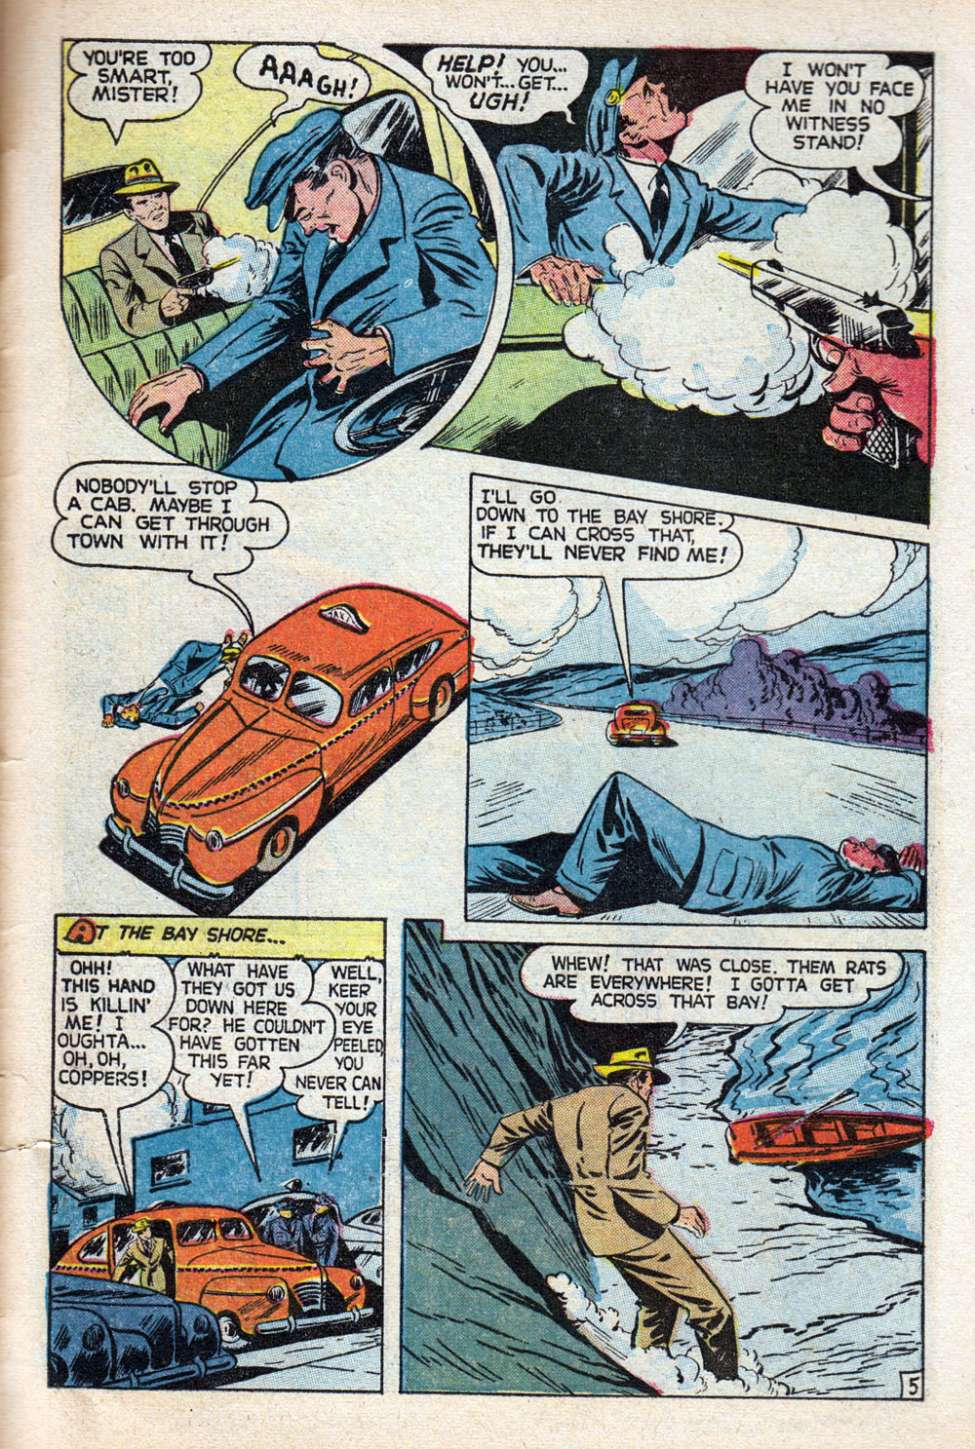 YOU'RE TOO
SMART,
MISTER!
AAAGH!
HELP! YOU...
WON'T...GET...
UGH!
I WON'T
HAVE YOU FACE
ME IN NO
WITNESS
STAND!
NOBODY'LL STOP
A CAB. MAYBE I
CAN GET THROUGH
TOWN WITH IT!
TAXI
I'LL GO
DOWN TO THE BAY SHORE.
IF I CAN CROSS THAT,
THEY'LL NEVER FIND ME!
AT THE BAY SHORE...
OHH!
THIS HAND
IS KILLIN'
ME! I
OUGHTA...
OH, OH,
COPPERS!
WHAT HAVE
THEY GOT US
DOWN HERE
FOR? HE COULDN'T
HAVE GOTTEN
THIS FAR
YET!
WELL,
KEEP
YOUR
EYE
PEELED,
YOU
NEVER CAN
TELL!
WHEW! THAT WAS CLOSE. THEM RATS
ARE EVERYWHERE! I GOTTA GET
ACROSS THAT BAY!
5